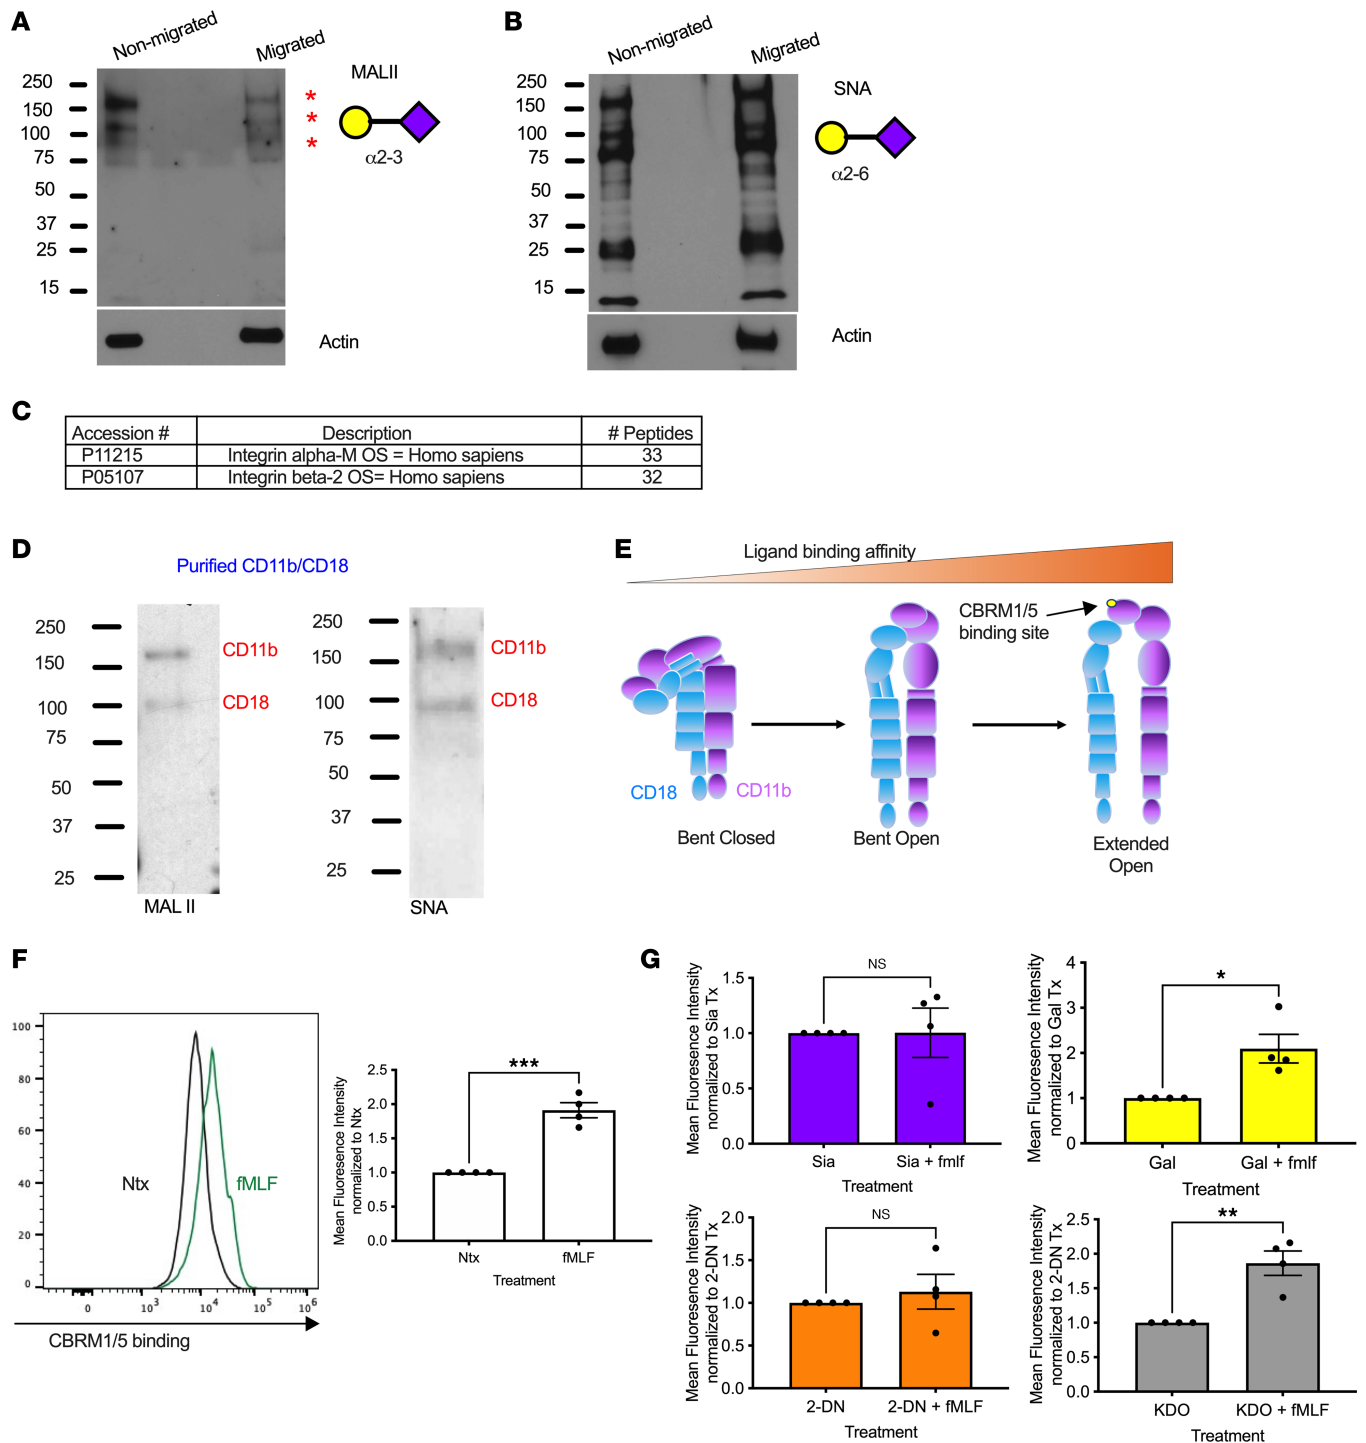 A
Non-migrated
Migrated
250
150
100
75
50
37
25
15
MALII
*
*
*
α2-3
Actin
B
Non-migrated
Migrated
250
150
100
75
50
37
25
15
SNA
α2-6
Actin
C
Accession # Description # Peptides
P11215 Integrin alpha-M OS = Homo sapiens 33
P05107 Integrin beta-2 OS= Homo sapiens 32
D
Purified CD11b/CD18
250
150
100
75
50
37
25
CD11b
CD18
MAL II
250
150
100
75
50
37
25
CD11b
CD18
SNA
E
Ligand binding affinity
CBRM1/5
binding site
CD18
CD11b
Bent Closed
Bent Open
Extended
Open
F
100
80
60
40
20
0
Ntx
fMLF
0 10³ 10⁴ 10⁵ 10⁶
CBRM1/5 binding
Mean Fluoresence Intensity
normalized to Ntx
2.5
2.0
1.5
1.0
0.5
0.0
***
Ntx fMLF
Treatment
G
Mean Fluoresence Intensity
normalized to Sia Tx
1.5
1.0
0.5
0.0
NS
Sia Sia + fmlf
Treatment
Mean Fluoresence Intensity
normalized to Gal Tx
4
3
2
1
0
*
Gal Gal + fmlf
Treatment
Mean Fluoresence Intensity
normalized to 2-DN Tx
2.0
1.5
1.0
0.5
0.0
NS
2-DN 2-DN + fMLF
Treatment
Mean Fluoresence Intensity
normalized to 2-DN Tx
2.5
2.0
1.5
1.0
0.5
0.0
**
KDO KDO + fMLF
Treatment